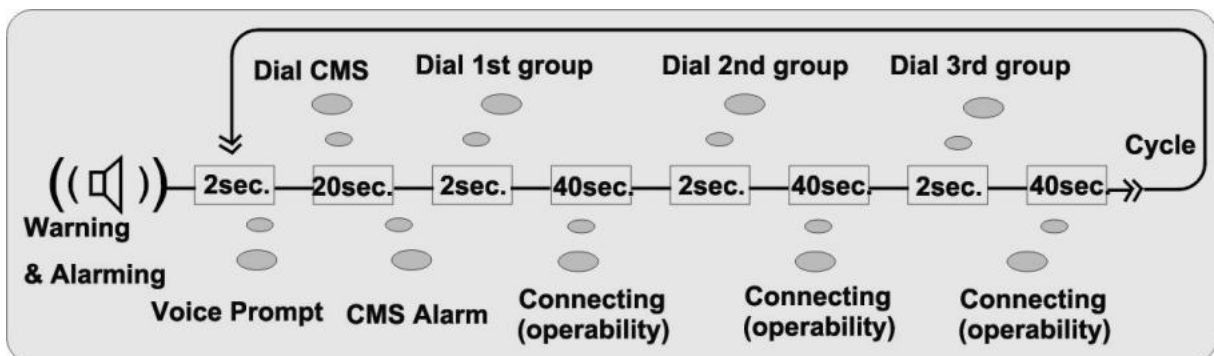 Dial CMS
Dial 1st group
Dial 2nd group
Dial 3rd group
Cycle
2sec.
20sec.
2sec.
40sec.
2sec.
40sec.
2sec.
40sec.
Warning
& Alarming
Voice Prompt
CMS Alarm
Connecting
(operability)
Connecting
(operability)
Connecting
(operability)